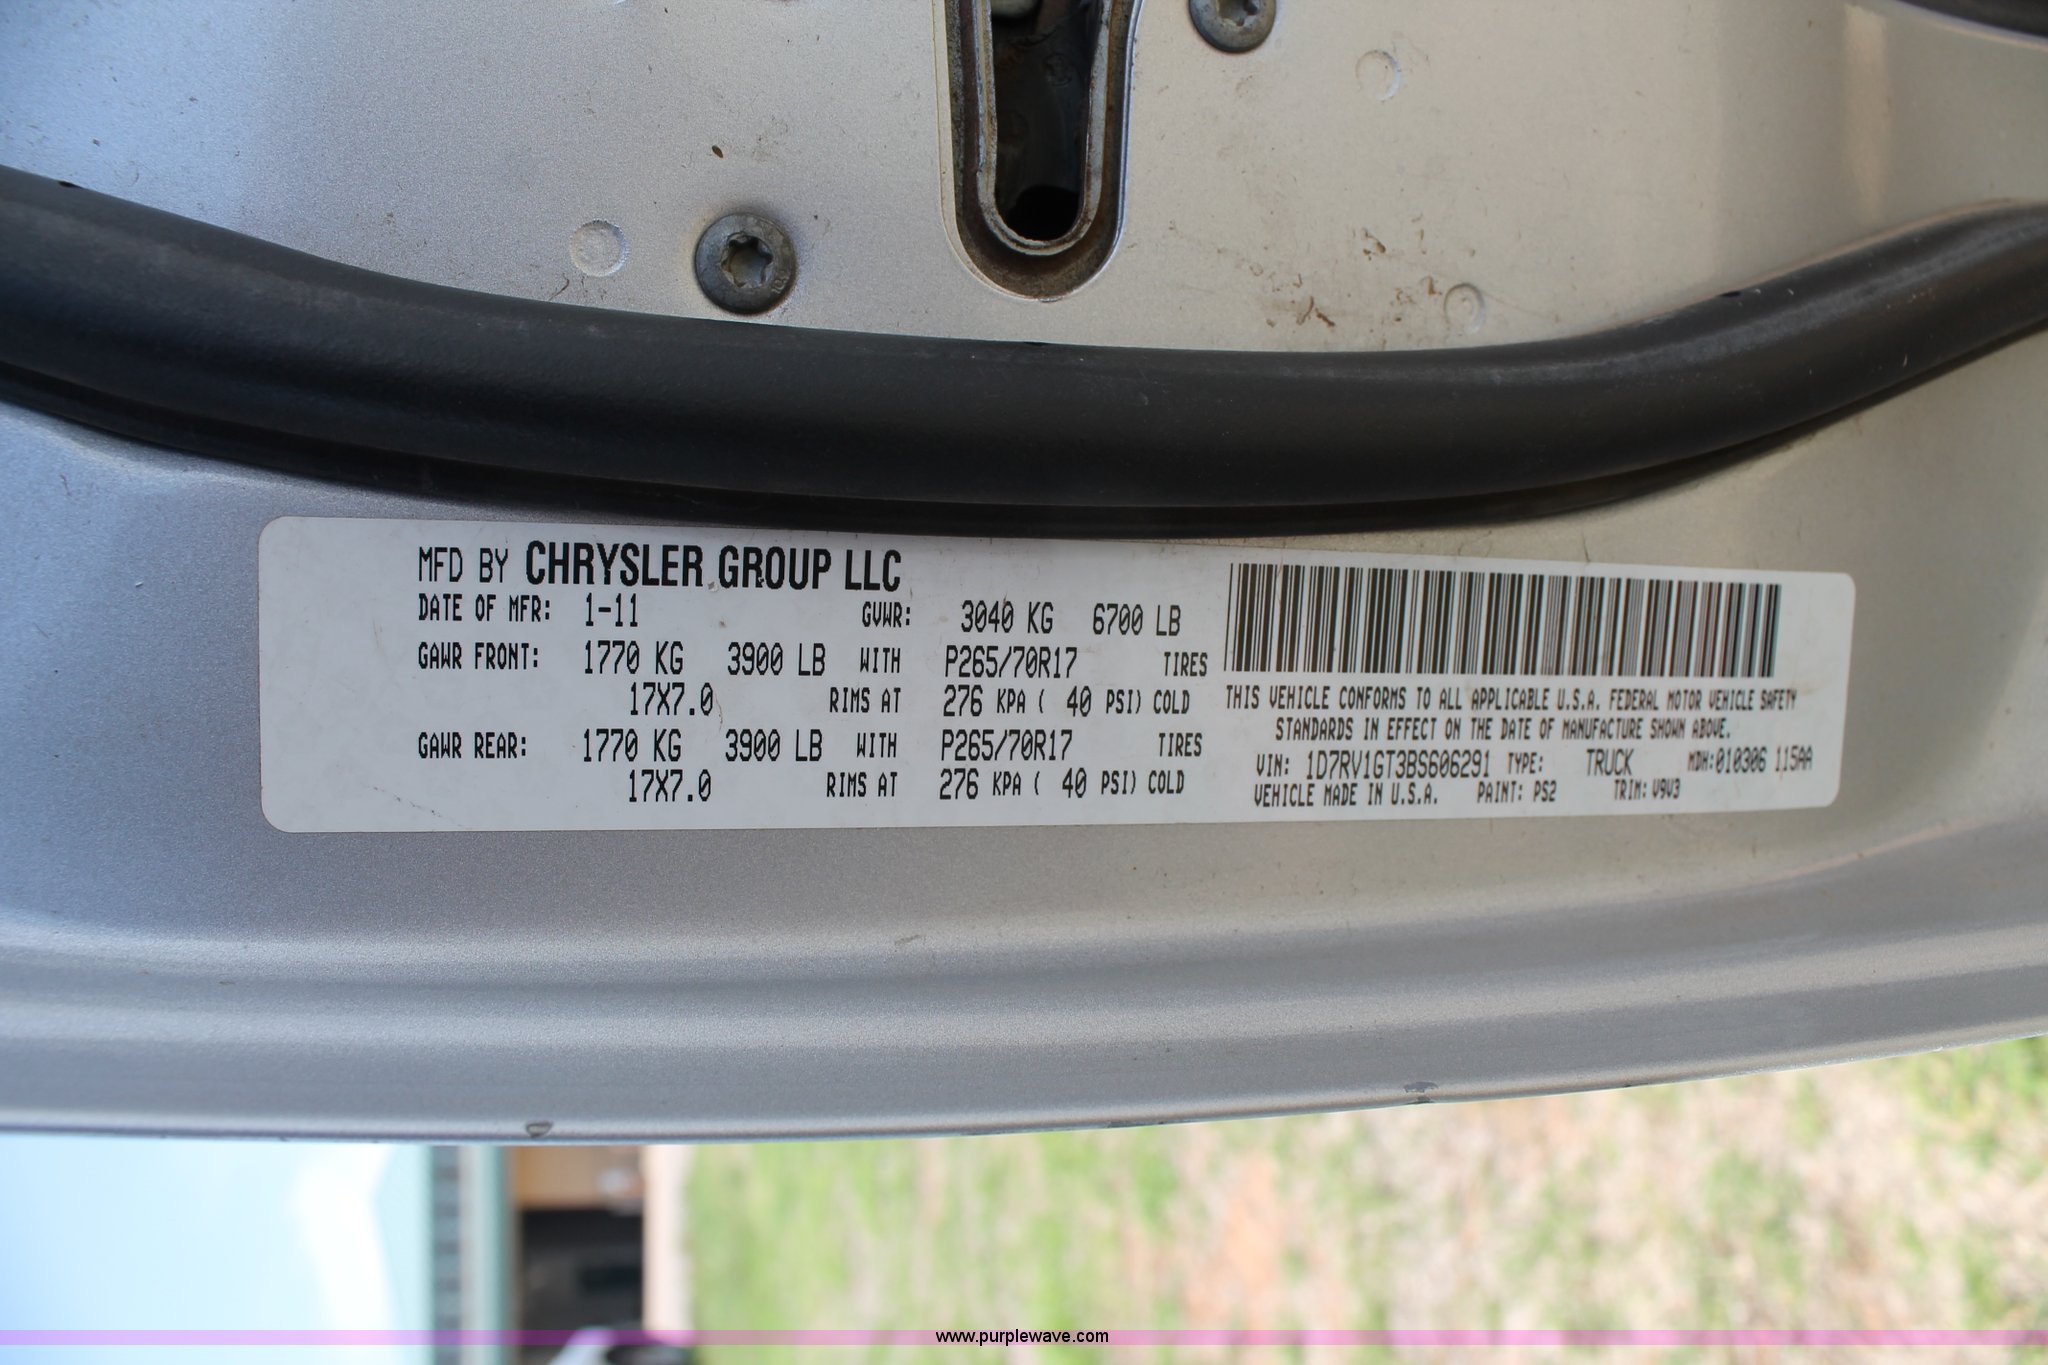 MFD BY CHRYSLER GROUP LLC
DATE OF MFR: 1-11 GVWR: 3040 KG 6700 LB
GAWR FRONT: 1770 KG 3900 LB WITH P265/70R17 TIRES
17X7.0 RIMS AT 276 KPA ( 40 PSI) COLD
GAWR REAR: 1770 KG 3900 LB WITH P265/70R17 TIRES
17X7.0 RIMS AT 276 KPA ( 40 PSI) COLD
THIS VEHICLE CONFORMS TO ALL APPLICABLE U.S.A. FEDERAL MOTOR VEHICLE SAFETY
STANDARDS IN EFFECT ON THE DATE OF MANUFACTURE SHOWN ABOVE.
VIN: 1D7RV1GT3BS606291 TYPE: TRUCK MDH:010306 115AA
VEHICLE MADE IN U.S.A. PAINT: PS2 TRIM: V9V3
www.purplewave.com